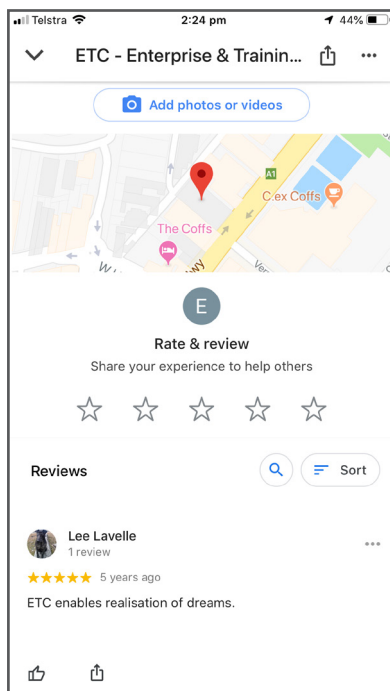 Telstra 2:24 pm 44%
ETC - Enterprise & Trainin...
Add photos or videos
A1
C.ex Coffs
The Coffs
E
Rate & review
Share your experience to help others
Reviews
Sort
Lee Lavelle
1 review
5 years ago
ETC enables realisation of dreams.